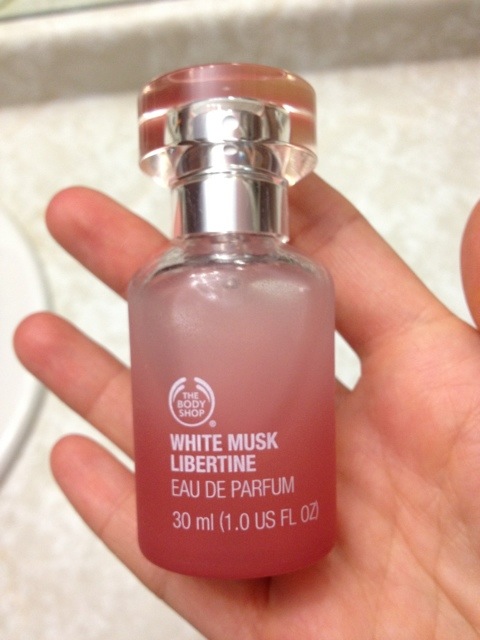 THE
BODY
SHOP®
WHITE MUSK
LIBERTINE
EAU DE PARFUM
30 ml (1.0 US FL OZ)